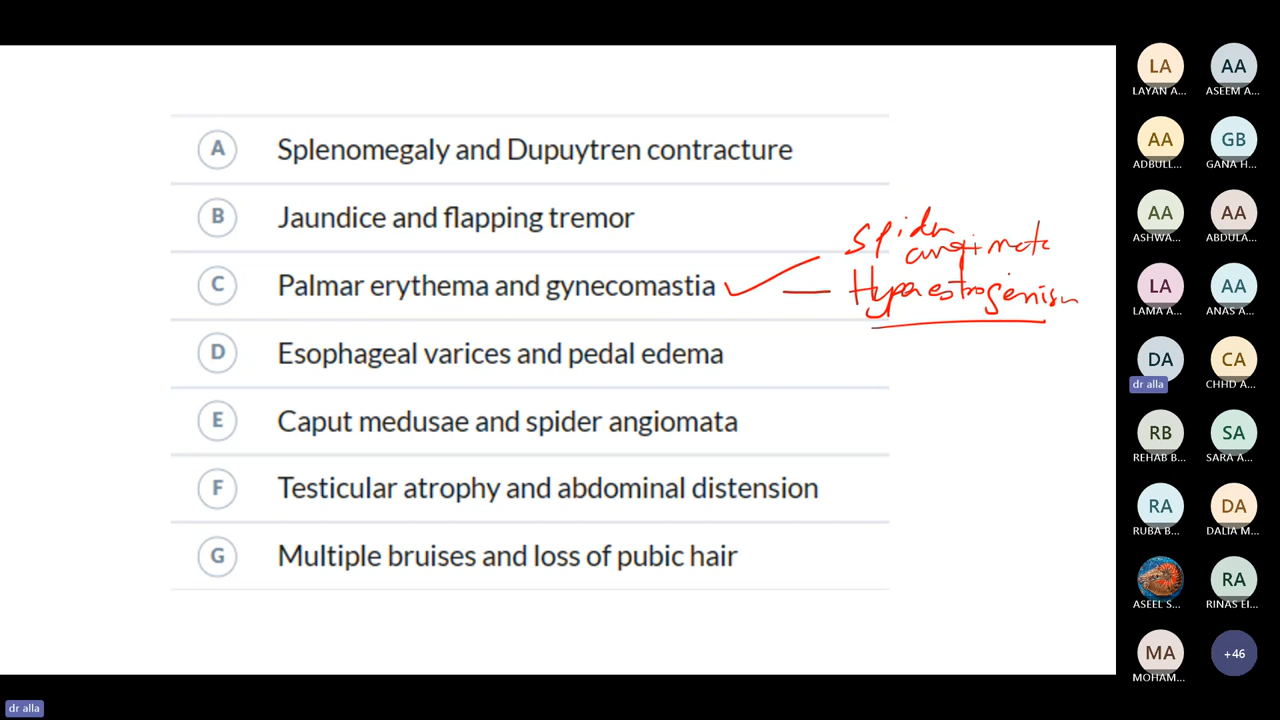 A Splenomegaly and Dupuytren contracture
B Jaundice and flapping tremor
C Palmar erythema and gynecomastia
D Esophageal varices and pedal edema
E Caput medusae and spider angiomata
F Testicular atrophy and abdominal distension
G Multiple bruises and loss of pubic hair
Spider
angiomata
Hyperestrogenism
LA AA
LAYAN A... ASEEM A...
AA GB
ADBULL... GANA H...
AA AA
ASHWA... ABDULA...
LA AA
LAMA A... ANAS A...
DA CA
dr alla CHHD A...
RB SA
REHAB B... SARA A...
RA DA
RUBA B... DALIA M...
RA
ASEEL S... RINAS EI...
MA +46
MOHAM...
dr alla